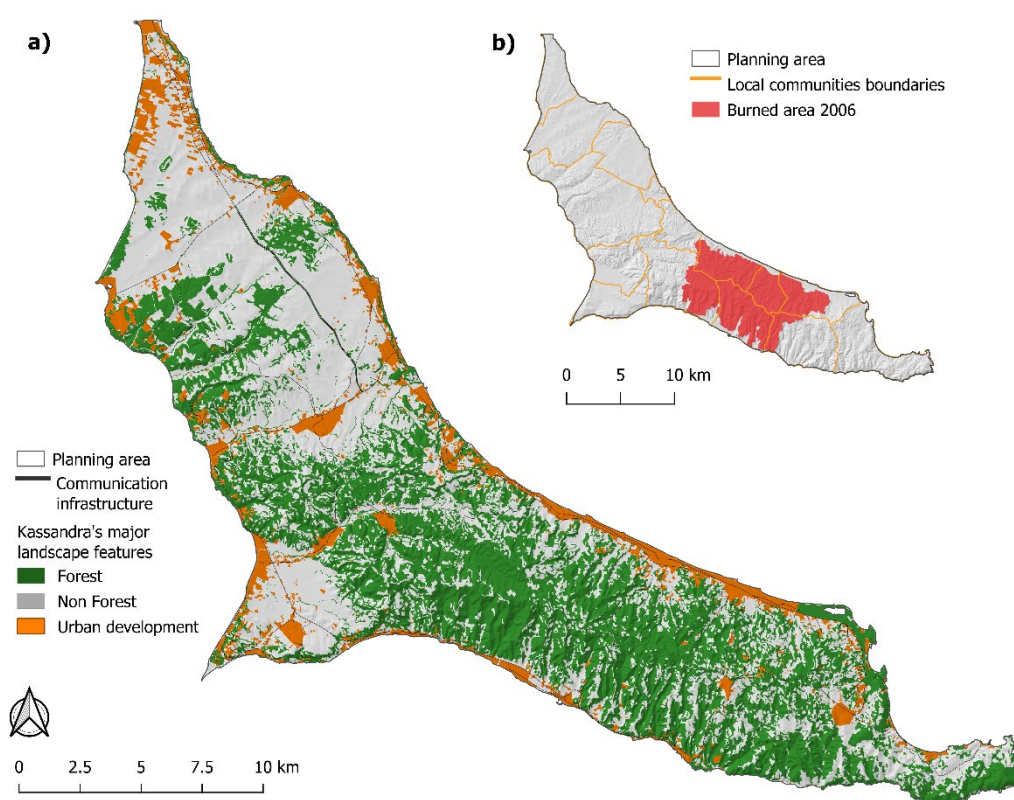 a)
b)
Planning area
Local communities boundaries
Burned area 2006
0 5 10 km
Planning area
Communication
infrastructure
Kassandra's major
landscape features
Forest
Non Forest
Urban development
0 2.5 5 7.5 10 km